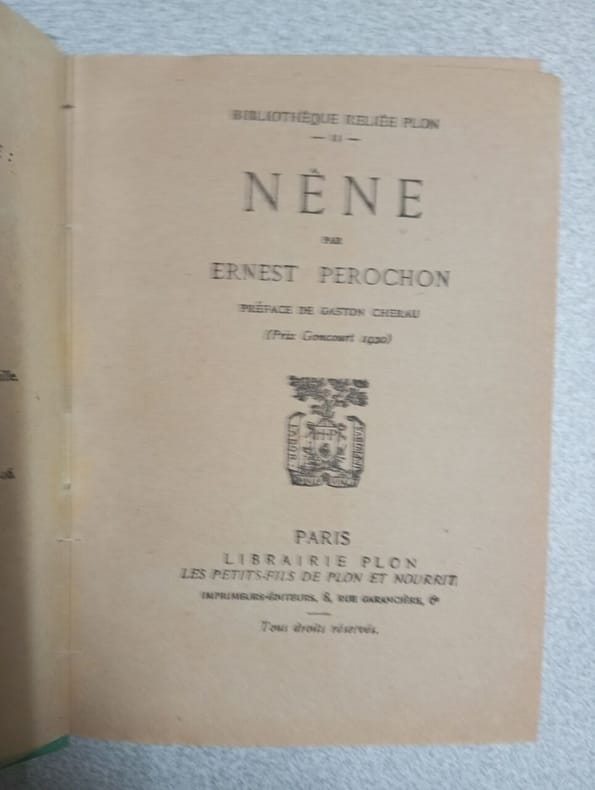 BIBLIOTHÈQUE RELIÉE PLON
NÊNE
PAR
ERNEST PEROCHON
PRÉFACE DE GASTON CHERAU
(Prix Goncourt 1920)
PARIS
LIBRAIRIE PLON
LES PETITS-FILS DE PLON ET NOURRIT
IMPRIMEURS-ÉDITEURS, 8, RUE GARANCIÈRE, 6e
Tous droits réservés.